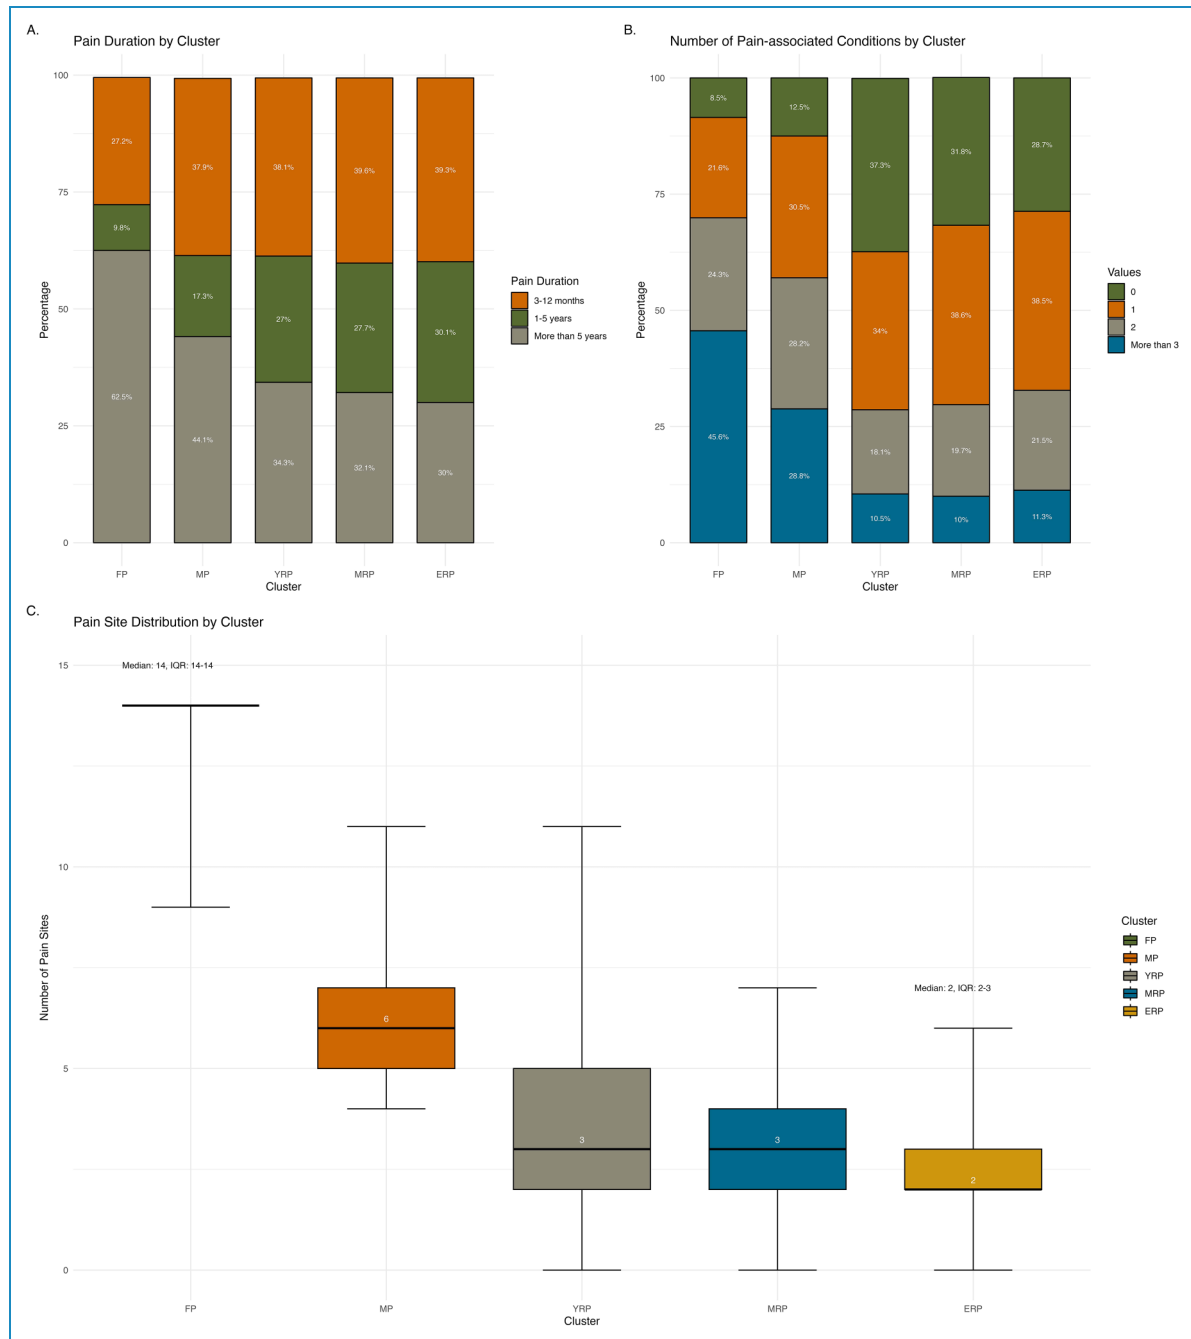 A.
Pain Duration by Cluster
100
75
50
25
0
Percentage
27.2%
9.8%
62.5%
37.9%
17.3%
44.1%
38.1%
27%
34.3%
39.6%
27.7%
32.1%
39.3%
30.1%
30%
FP
MP
YRP
MRP
ERP
Cluster
Pain Duration
3-12 months
1-5 years
More than 5 years
B.
Number of Pain-associated Conditions by Cluster
100
75
50
25
0
Percentage
8.5%
21.6%
24.3%
45.6%
12.5%
30.5%
28.2%
28.8%
37.3%
34%
18.1%
10.5%
31.8%
38.6%
19.7%
10%
28.7%
38.5%
21.5%
11.3%
FP
MP
YRP
MRP
ERP
Cluster
Values
0
1
2
More than 3
C.
Pain Site Distribution by Cluster
15
10
5
0
Number of Pain Sites
Median: 14, IQR: 14-14
6
3
3
Median: 2, IQR: 2-3
2
FP
MP
YRP
MRP
ERP
Cluster
Cluster
FP
MP
YRP
MRP
ERP